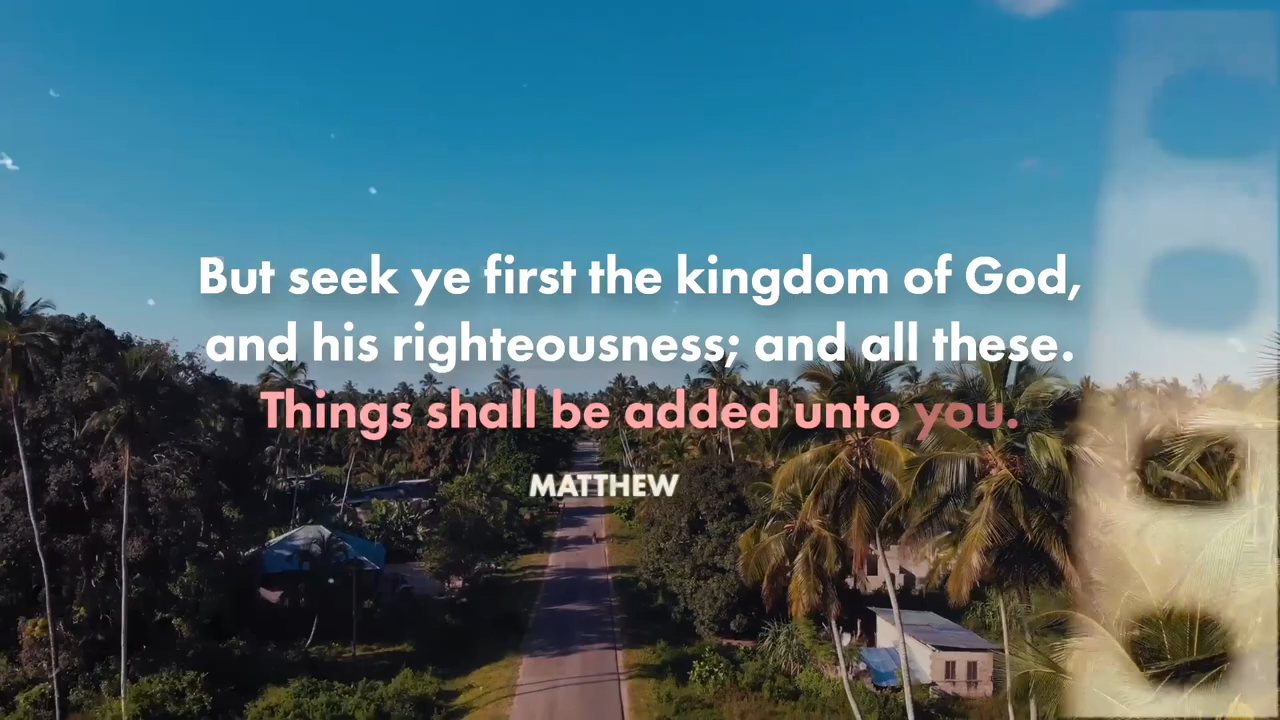 But seek ye first the kingdom of God,
and his righteousness; and all these.
Things shall be added unto you.
MATTHEW